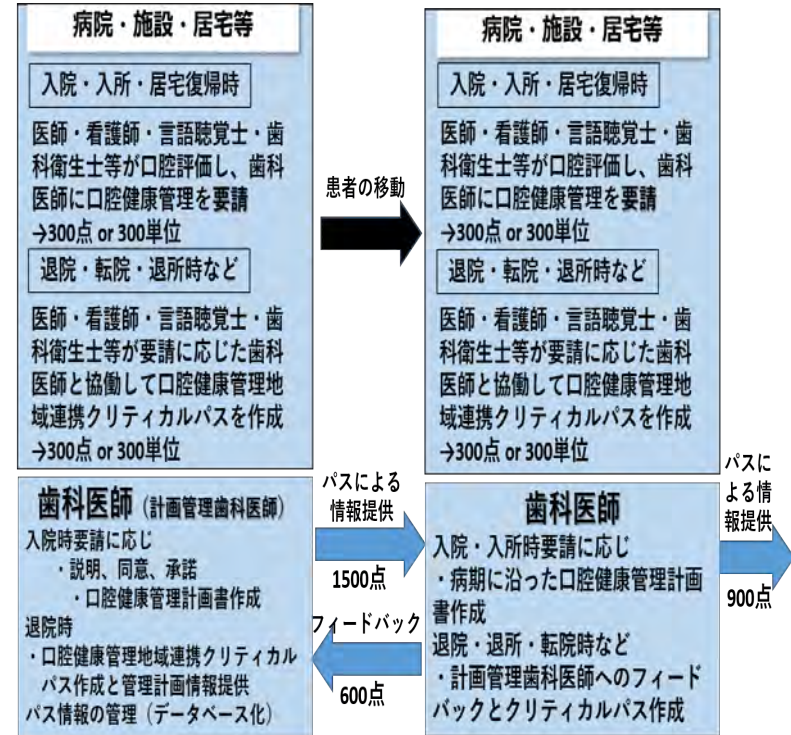 病院・施設・居宅等
入院・入所・居宅復帰時
医師・看護師・言語聴覚士・歯
科衛生士等が口腔評価し、歯科
医師に口腔健康管理を要請
→300点 or 300単位
退院・転院・退所時など
医師・看護師・言語聴覚士・歯
科衛生士等が要請に応じた歯科
医師と協働して口腔健康管理地
域連携クリティカルパスを作成
→300点 or 300単位
患者の移動
病院・施設・居宅等
入院・入所・居宅復帰時
医師・看護師・言語聴覚士・歯
科衛生士等が口腔評価し、歯科
医師に口腔健康管理を要請
→300点 or 300単位
退院・転院・退所時など
医師・看護師・言語聴覚士・歯
科衛生士等が要請に応じた歯科
医師と協働して口腔健康管理地
域連携クリティカルパスを作成
→300点 or 300単位
歯科医師（計画管理歯科医師）
入院時要請に応じ
・説明、同意、承諾
・口腔健康管理計画書作成
退院時
・口腔健康管理地域連携クリティカル
パス作成と管理計画情報提供
パス情報の管理（データベース化）
パスによる
情報提供
1500点
フィードバック
600点
歯科医師
入院・入所時要請に応じ
・病期に沿った口腔健康管理計画
書作成
退院・退所・転院時など
・計画管理歯科医師へのフィード
バックとクリティカルパス作成
パスに
よる情
報提供
900点